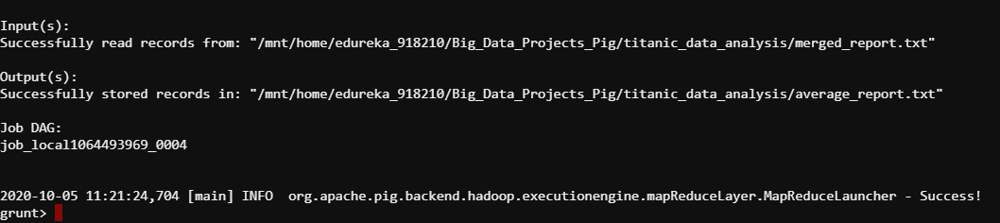 Input(s):
Successfully read records from: "/mnt/home/edureka_918210/Big_Data_Projects_Pig/titanic_data_analysis/merged_report.txt"
Output(s):
Successfully stored records in: "/mnt/home/edureka_918210/Big_Data_Projects_Pig/titanic_data_analysis/average_report.txt"
Job DAG:
job_local1064493969_0004
2020-10-05 11:21:24,704 [main] INFO  org.apache.pig.backend.hadoop.executionengine.mapReduceLayer.MapReduceLauncher - Success!
grunt>